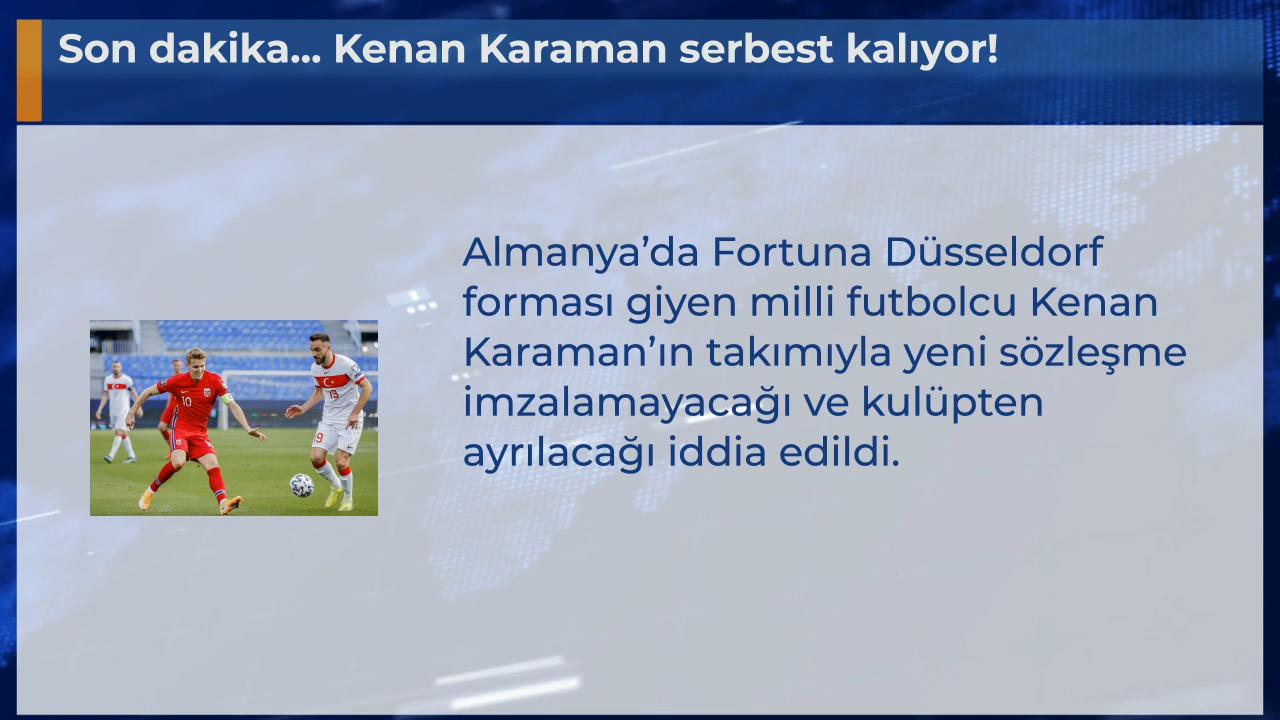 Son dakika... Kenan Karaman serbest kalıyor!
Almanya’da Fortuna Düsseldorf
forması giyen milli futbolcu Kenan
Karaman’ın takımıyla yeni sözleşme
imzalamayacağı ve kulüpten
ayrılacağı iddia edildi.
10